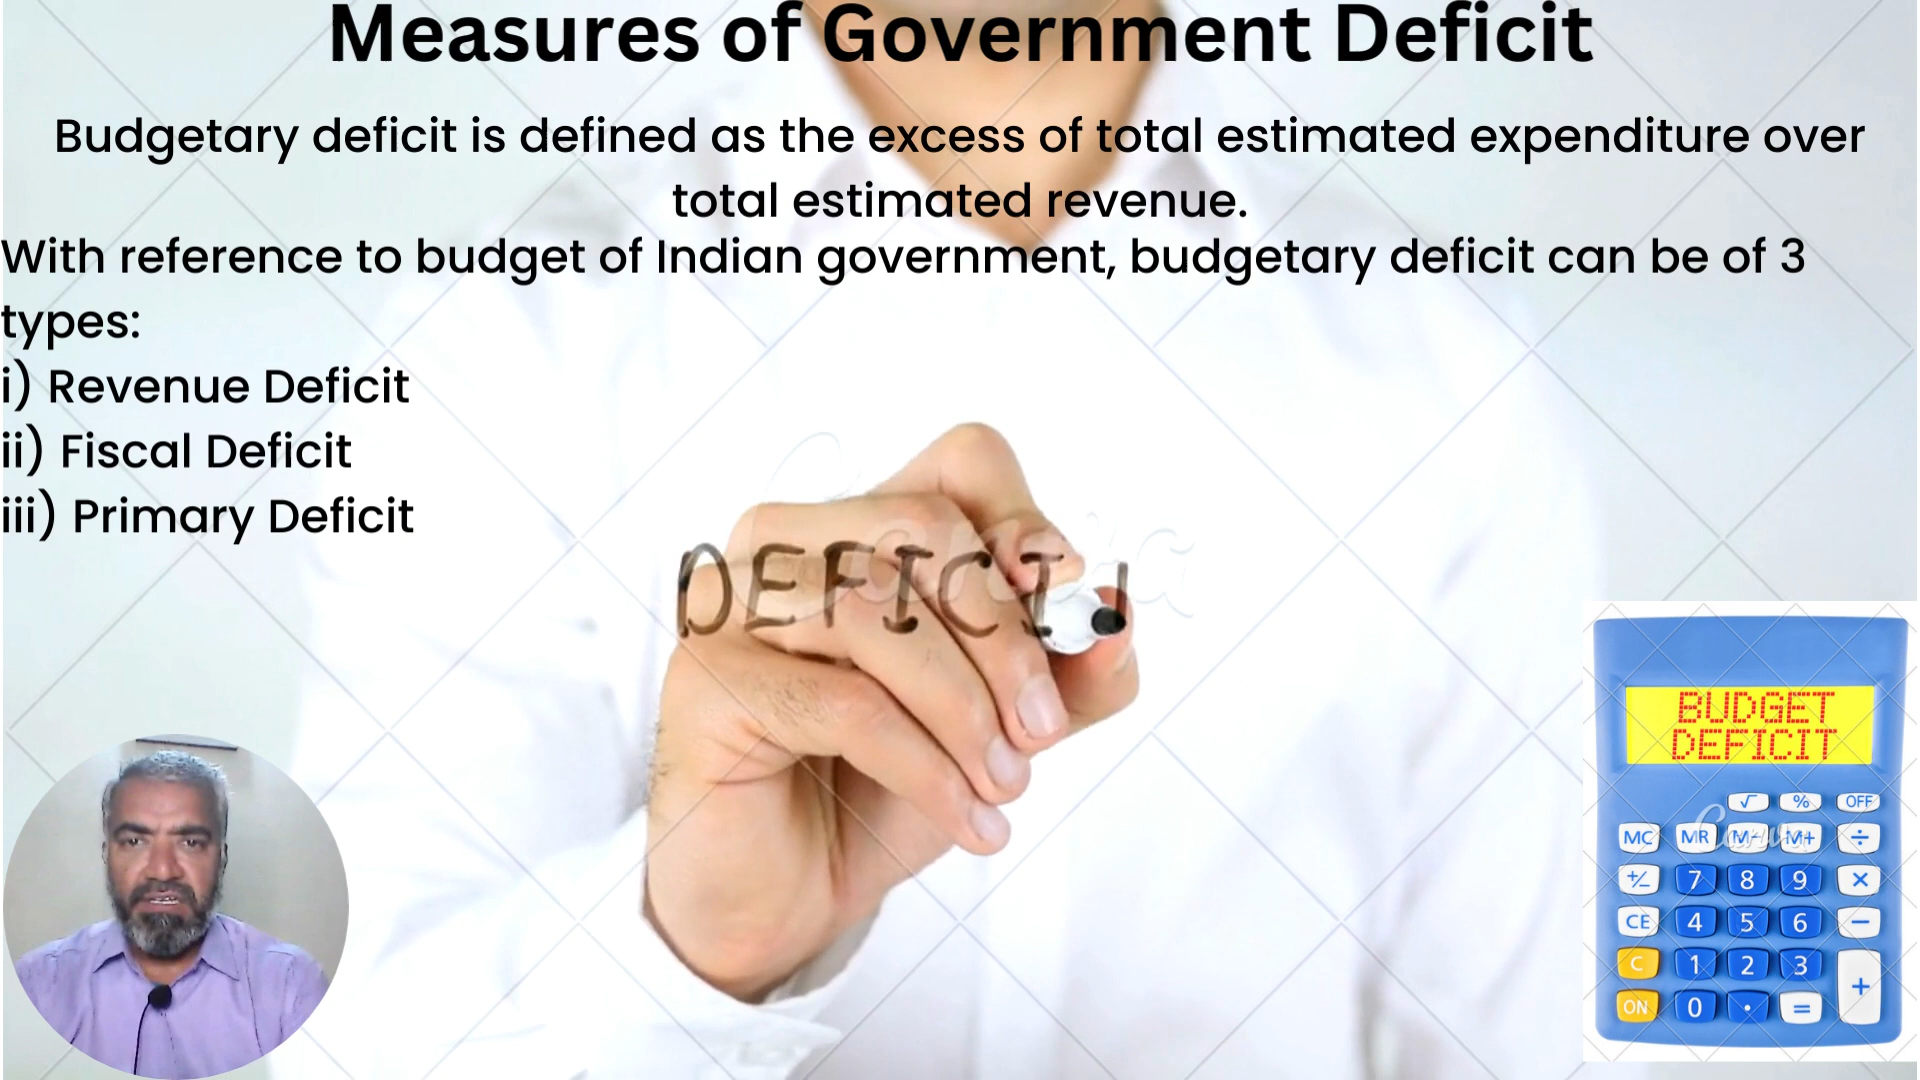 Measures of Government Deficit
Budgetary deficit is defined as the excess of total estimated expenditure over
total estimated revenue.
With reference to budget of Indian government, budgetary deficit can be of 3
types:
i) Revenue Deficit
ii) Fiscal Deficit
iii) Primary Deficit
DEFICIT
Canva
BUDGET
DEFICIT
√ % OFF
MC MR M- M+ ÷
Canva
+/- 7 8 9 ×
CE 4 5 6 −
C 1 2 3
+
ON 0 . =